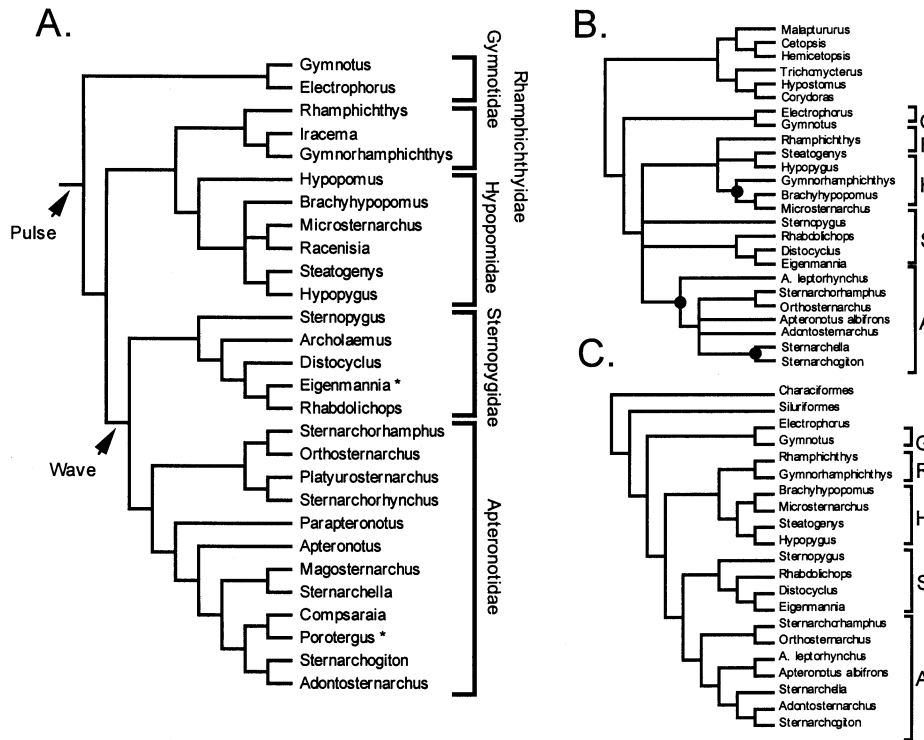 A.
Gymnotus
Electrophorus
Rhamphichthys
Iracema
Gymnorhamphichthys
Hypopomus
Brachyhypopomus
Microsternarchus
Racenisia
Steatogenys
Hypopygus
Sternopygus
Archolaemus
Distocyclus
Eigenmannia *
Rhabdolichops
Sternarchorhamphus
Orthosternarchus
Platyurosternarchus
Sternarchorhynchus
Parapteronotus
Apteronotus
Magosternarchus
Sternarchella
Compsaraia
Porotergus *
Sternarchogiton
Adontosternarchus
Pulse
Wave
Gymnotidae
Rhamphichthyidae
Hypopomidae
Sternopygidae
Apteronotidae
B.
Malaptururus
Cetopsis
Hemicetopsis
Trichomycterus
Hypostomus
Corydoras
Electrophorus
Gymnotus
Rhamphichthys
Steatogenys
Hypopygus
Gymnorhamphichthys
Brachyhypopomus
Microsternarchus
Sternopygus
Rhabdolichops
Distocyclus
Eigenmannia
A. leptorhynchus
Sternarchorhamphus
Orthosternarchus
Apteronotus albifrons
Adontosternarchus
Sternarchella
Sternarchogiton
G
R
H
S
A
C.
Characiformes
Siluriformes
Electrophorus
Gymnotus
Rhamphichthys
Gymnorhamphichthys
Brachyhypopomus
Microsternarchus
Steatogenys
Hypopygus
Sternopygus
Rhabdolichops
Distocyclus
Eigenmannia
Sternarchorhamphus
Orthosternarchus
A. leptorhynchus
Apteronotus albifrons
Sternarchella
Adontosternarchus
Sternarchogiton
G
R
H
S
A